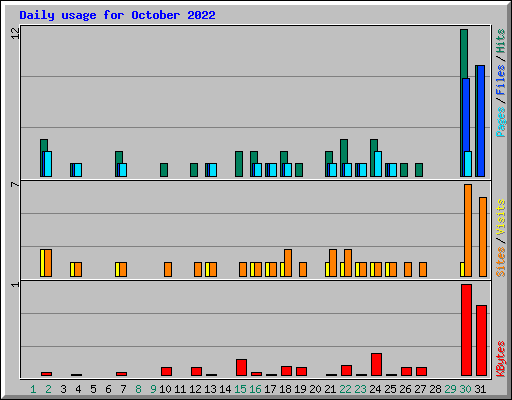 Daily usage for October 2022
12
Pages / Files / Hits
7
Sites / Visits
1
KBytes
1 2 3 4 5 6 7 8 9 10 11 12 13 14 15 16 17 18 19 20 21 22 23 24 25 26 27 28 29 30 31